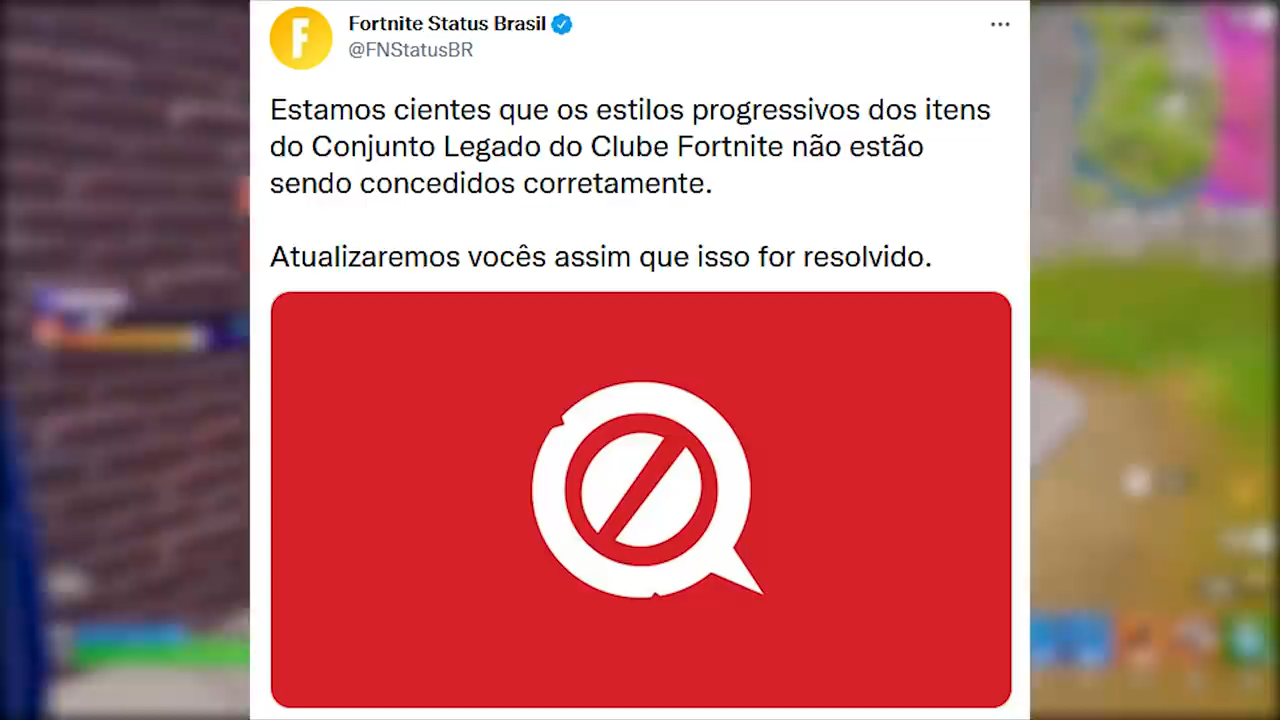 Fortnite Status Brasil
@FNStatusBR
Estamos cientes que os estilos progressivos dos itens
do Conjunto Legado do Clube Fortnite não estão
sendo concedidos corretamente.
Atualizaremos vocês assim que isso for resolvido.